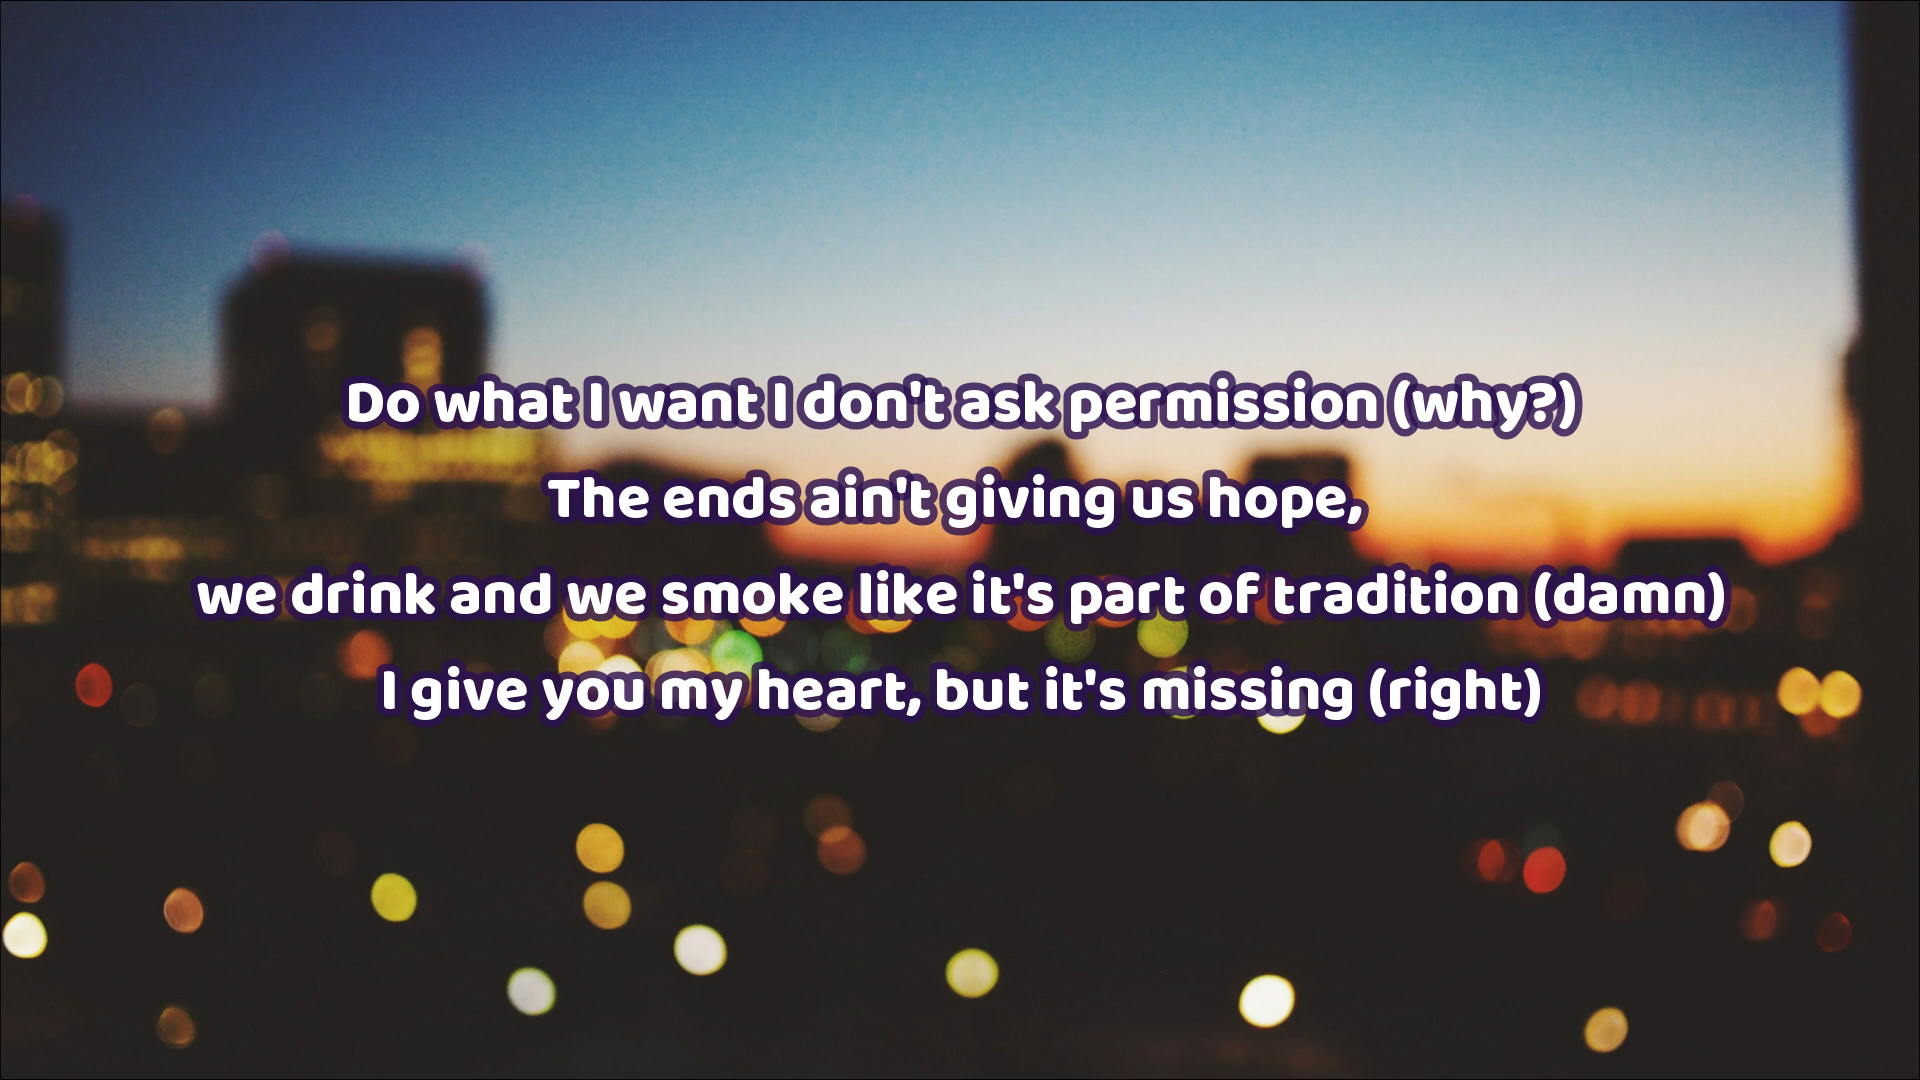 Do what I want I don't ask permission (why?)
The ends ain't giving us hope,
we drink and we smoke like it's part of tradition (damn)
I give you my heart, but it's missing (right)